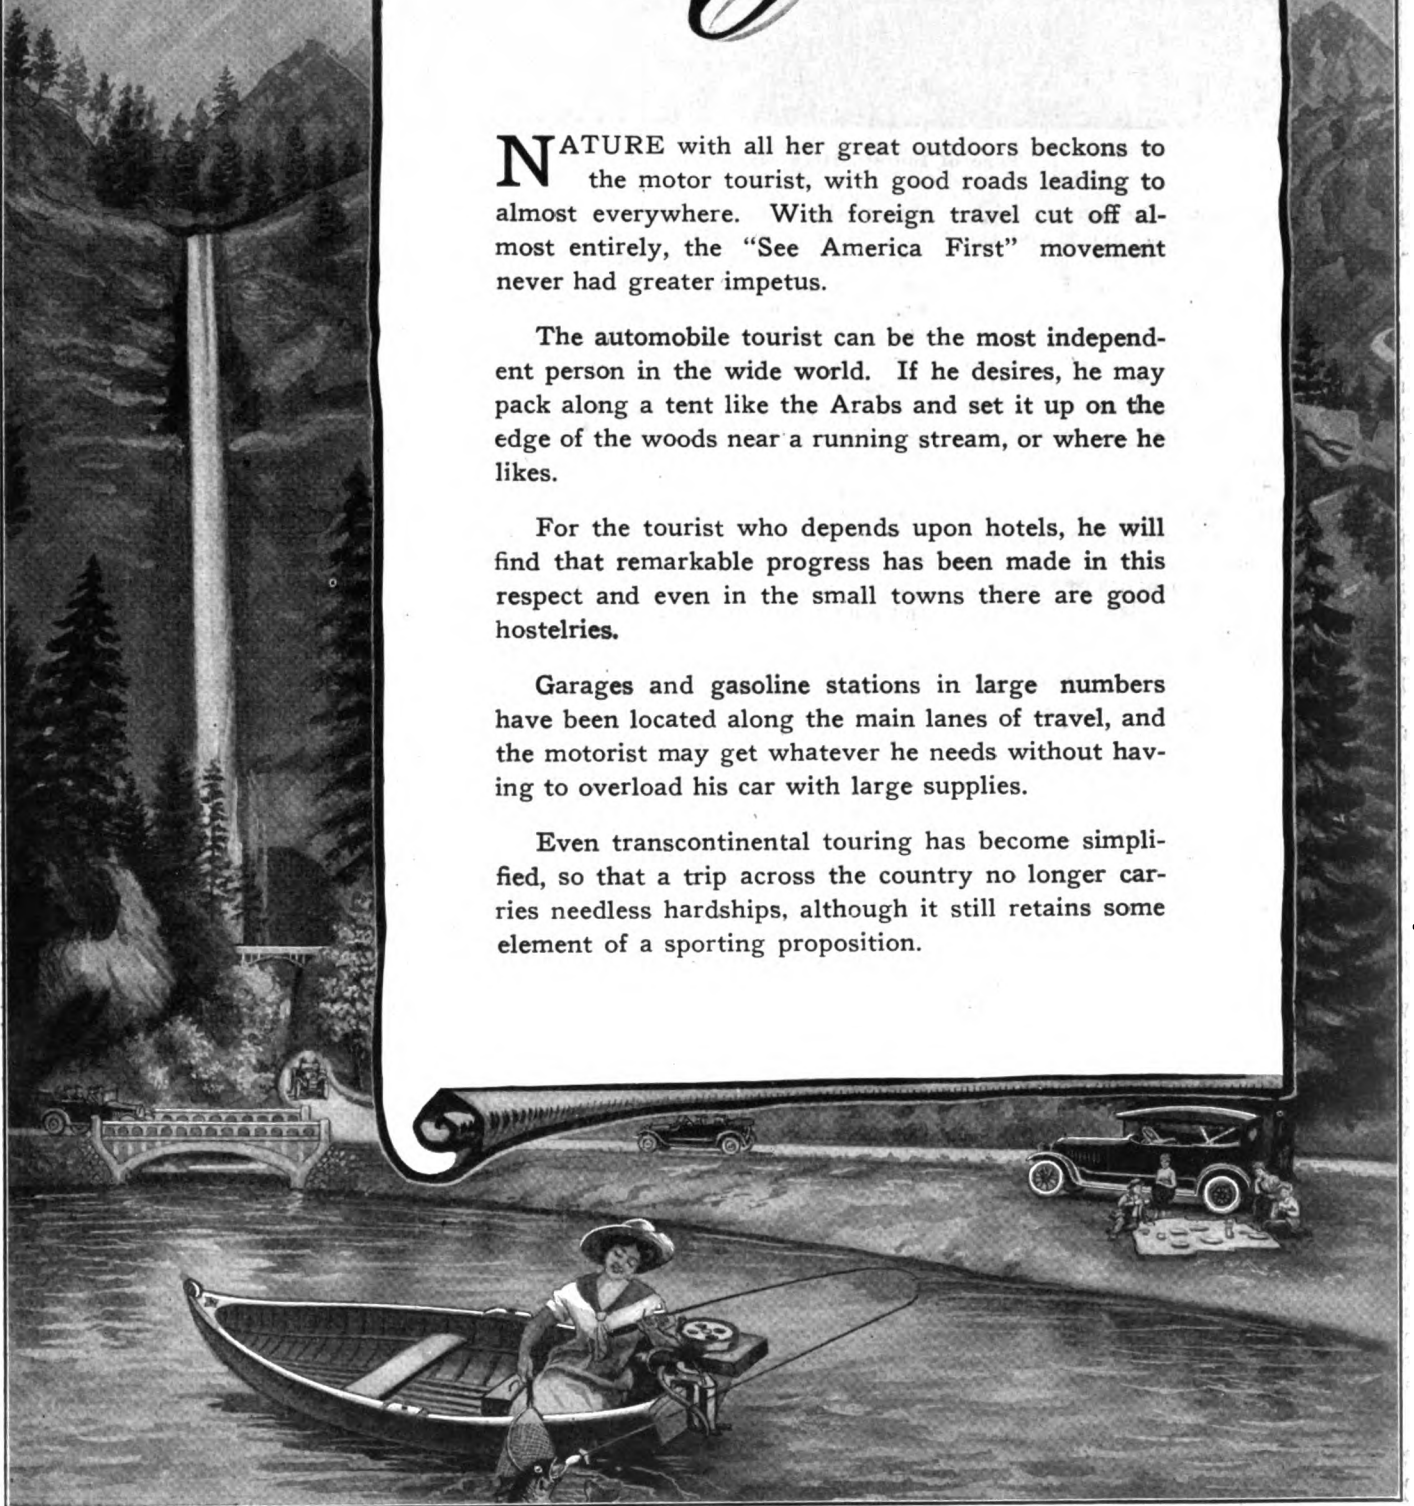 NATURE with all her great outdoors beckons to
the motor tourist, with good roads leading to
almost everywhere. With foreign travel cut off al-
most entirely, the “See America First” movement
never had greater impetus.
The automobile tourist can be the most independ-
ent person in the wide world. If he desires, he may
pack along a tent like the Arabs and set it up on the
edge of the woods near a running stream, or where he
likes.
For the tourist who depends upon hotels, he will
find that remarkable progress has been made in this
respect and even in the small towns there are good
hostelries.
Garages and gasoline stations in large numbers
have been located along the main lanes of travel, and
the motorist may get whatever he needs without hav-
ing to overload his car with large supplies.
Even transcontinental touring has become simpli-
fied, so that a trip across the country no longer car-
ries needless hardships, although it still retains some
element of a sporting proposition.